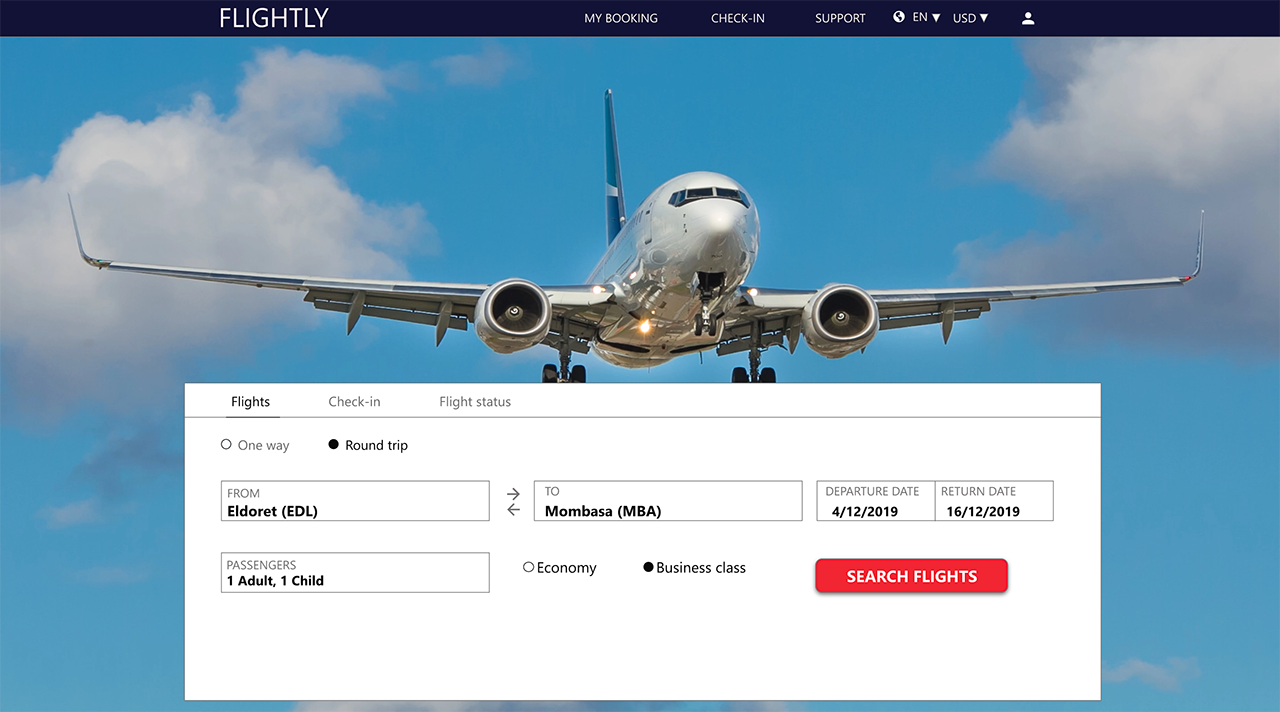 FLIGHTLY
MY BOOKING
CHECK-IN
SUPPORT
EN ▼
USD ▼
Flights
Check-in
Flight status
One way
Round trip
FROM
Eldoret (EDL)
TO
Mombasa (MBA)
DEPARTURE DATE
4/12/2019
RETURN DATE
16/12/2019
PASSENGERS
1 Adult, 1 Child
Economy
Business class
SEARCH FLIGHTS